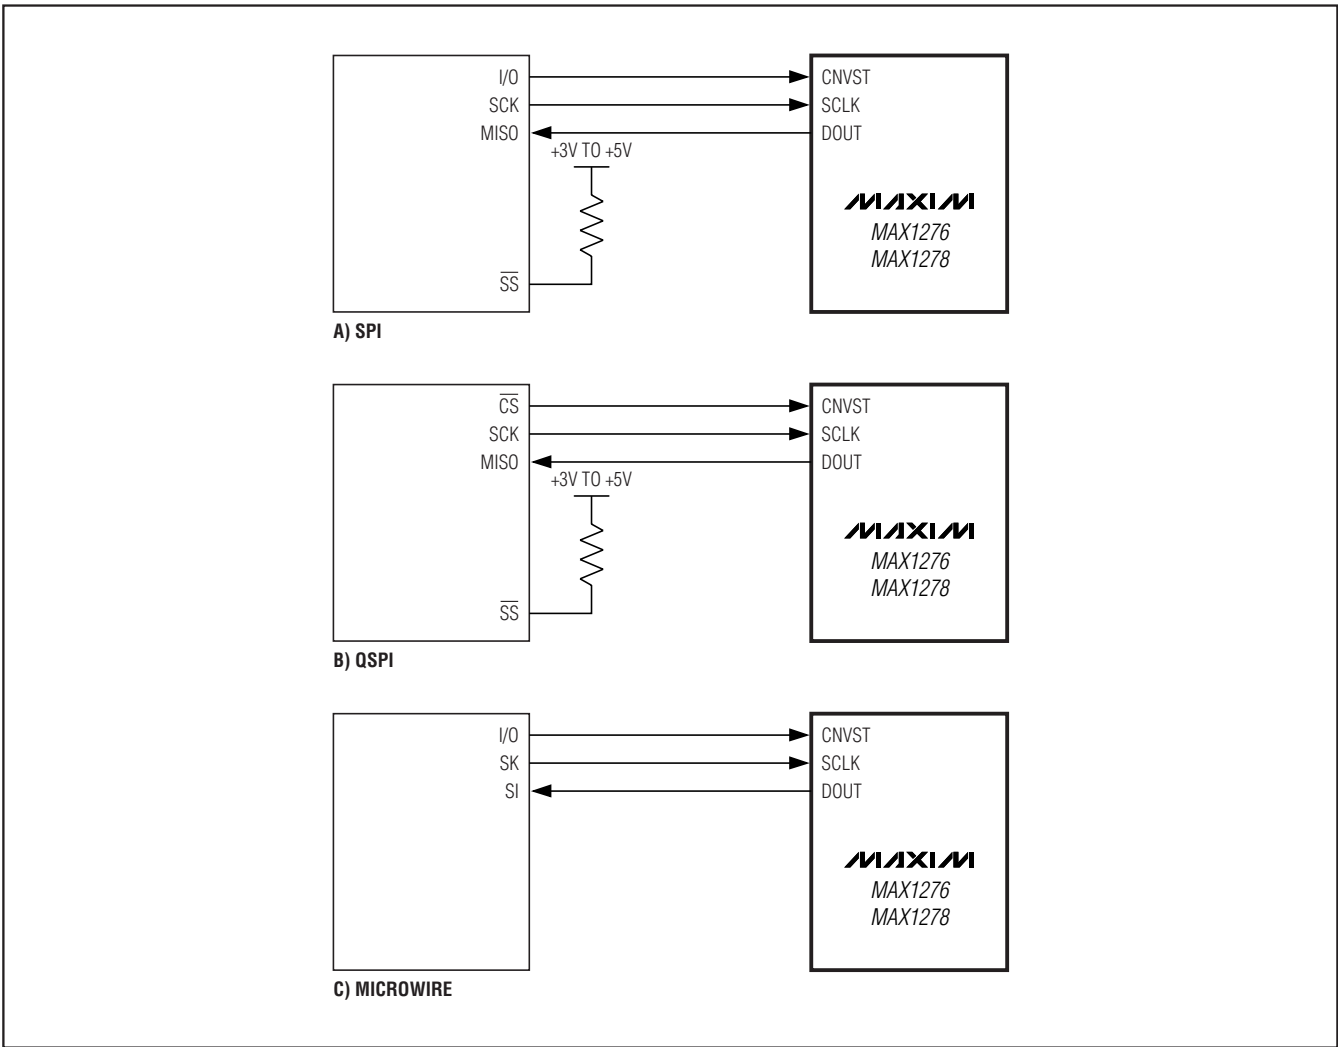 I/O
SCK
MISO
+3V TO +5V
SS
CNVST
SCLK
DOUT
MAXIM
MAX1276
MAX1278
A) SPI
CS
SCK
MISO
+3V TO +5V
SS
CNVST
SCLK
DOUT
MAXIM
MAX1276
MAX1278
B) QSPI
I/O
SK
SI
CNVST
SCLK
DOUT
MAXIM
MAX1276
MAX1278
C) MICROWIRE